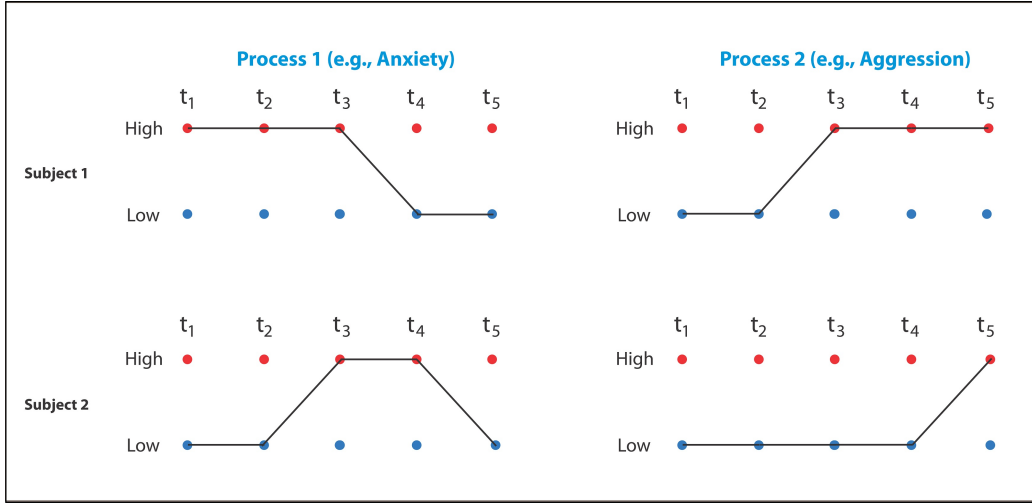 Process 1 (e.g., Anxiety) Process 2 (e.g., Aggression)
t1 t2 t3 t4 t5 t1 t2 t3 t4 t5
High High
Subject 1
Low Low
t1 t2 t3 t4 t5 t1 t2 t3 t4 t5
High High
Subject 2
Low Low